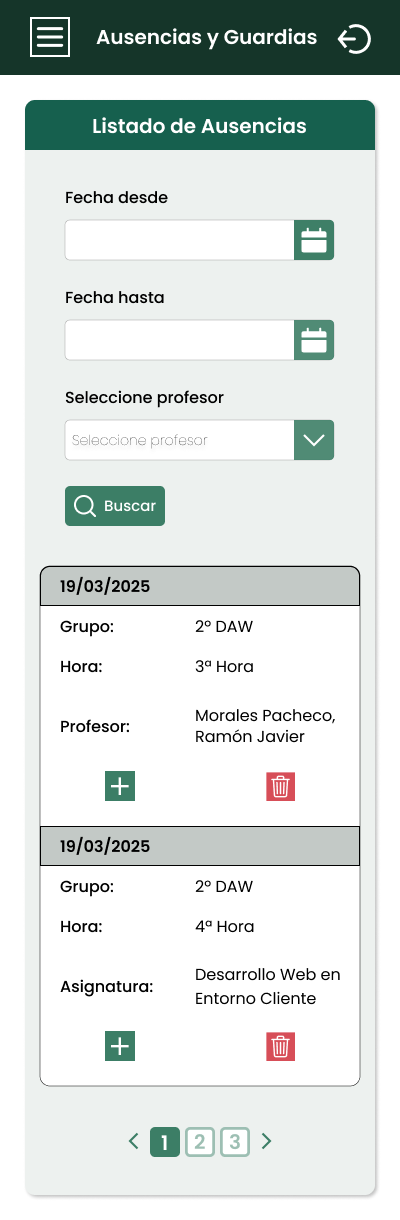 Ausencias y Guardias
Listado de Ausencias
Fecha desde
Fecha hasta
Seleccione profesor
Seleccione profesor
Buscar
19/03/2025
Grupo: 2º DAW
Hora: 3ª Hora
Profesor: Morales Pacheco,
Ramón Javier
19/03/2025
Grupo: 2º DAW
Hora: 4ª Hora
Asignatura: Desarrollo Web en
Entorno Cliente
1 2 3